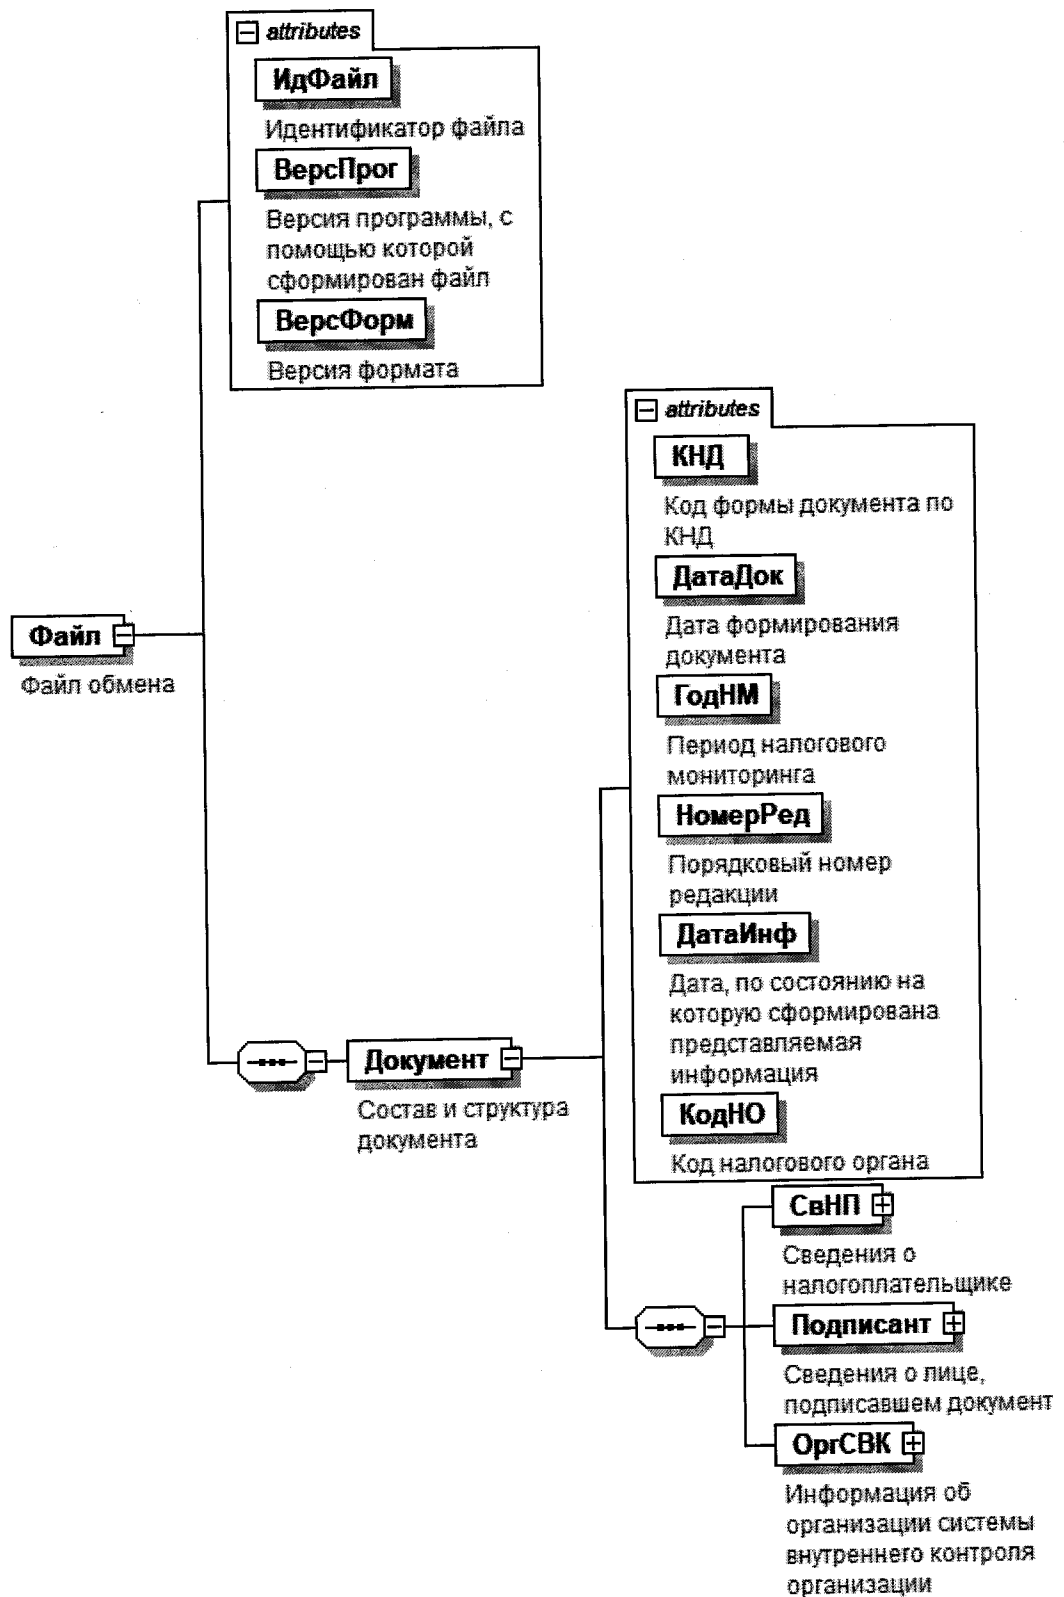 attributes
ИдФайл
Идентификатор файла
ВерсПрог
Версия программы, с
помощью которой
сформирован файл
ВерсФорм
Версия формата
Файл
Файл обмена
Документ
Состав и структура
документа
attributes
КНД
Код формы документа по
КНД
ДатаДок
Дата формирования
документа
ГодНМ
Период налогового
мониторинга
НомерРед
Порядковый номер
редакции
ДатаИнф
Дата, по состоянию на
которую сформирована
представляемая
информация
КодНО
Код налогового органа
СвНП
Сведения о
налогоплательщике
Подписант
Сведения о лице,
подписавшем документ
ОргСВК
Информация об
организации системы
внутреннего контроля
организации